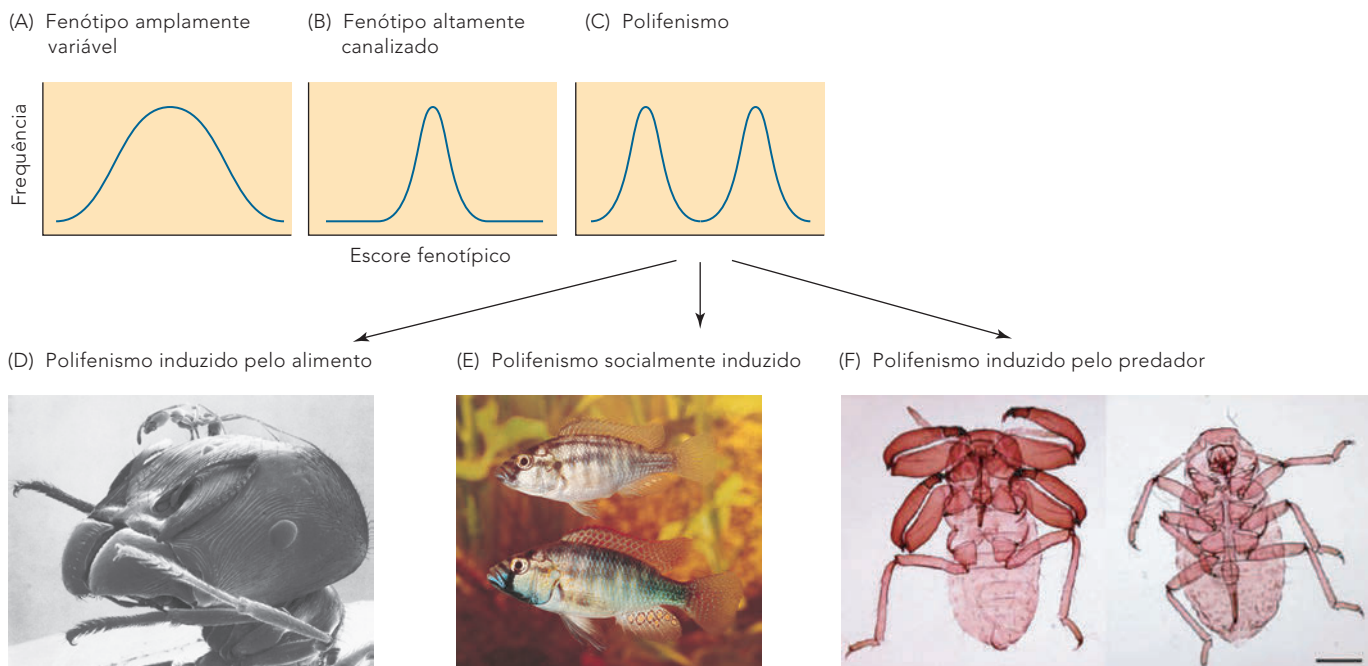 (A) Fenótipo amplamente
variável
(B) Fenótipo altamente
canalizado
(C) Polifenismo
Frequência
Escore fenotípico
(D) Polifenismo induzido pelo alimento
(E) Polifenismo socialmente induzido
(F) Polifenismo induzido pelo predador